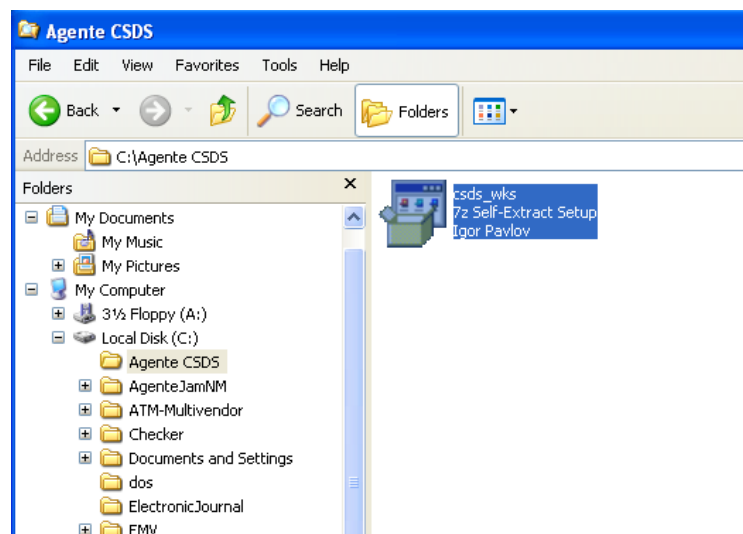 Agente CSDS
File Edit View Favorites Tools Help
Back Search Folders
Address C:\Agente CSDS
Folders ×
My Documents
My Music
My Pictures
My Computer
3½ Floppy (A:)
Local Disk (C:)
Agente CSDS
AgenteJamNM
ATM-Multivendor
Checker
Documents and Settings
dos
ElectronicJournal
EMV
csds_wks
7z Self-Extract Setup
Igor Pavlov